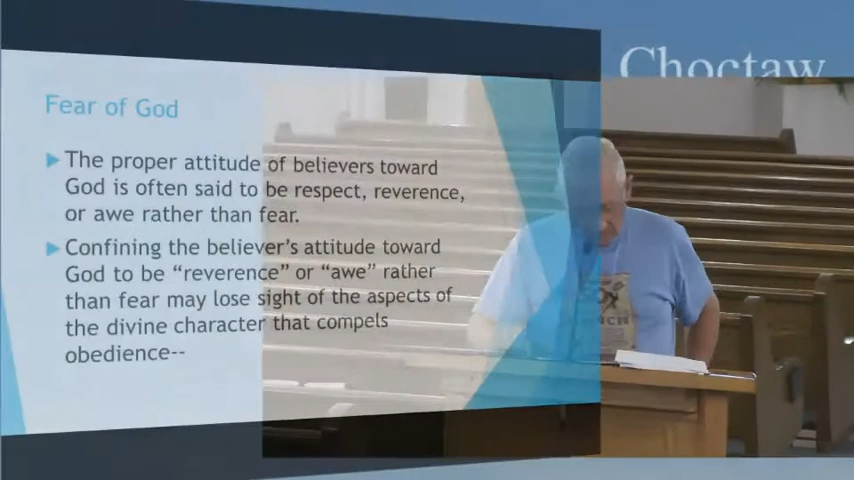 Choctaw
Fear of God
The proper attitude of believers toward
God is often said to be respect, reverence,
or awe rather than fear.
Confining the believer's attitude toward
God to be “reverence” or “awe” rather
than fear may lose sight of the aspects of
the divine character that compels
obedience--